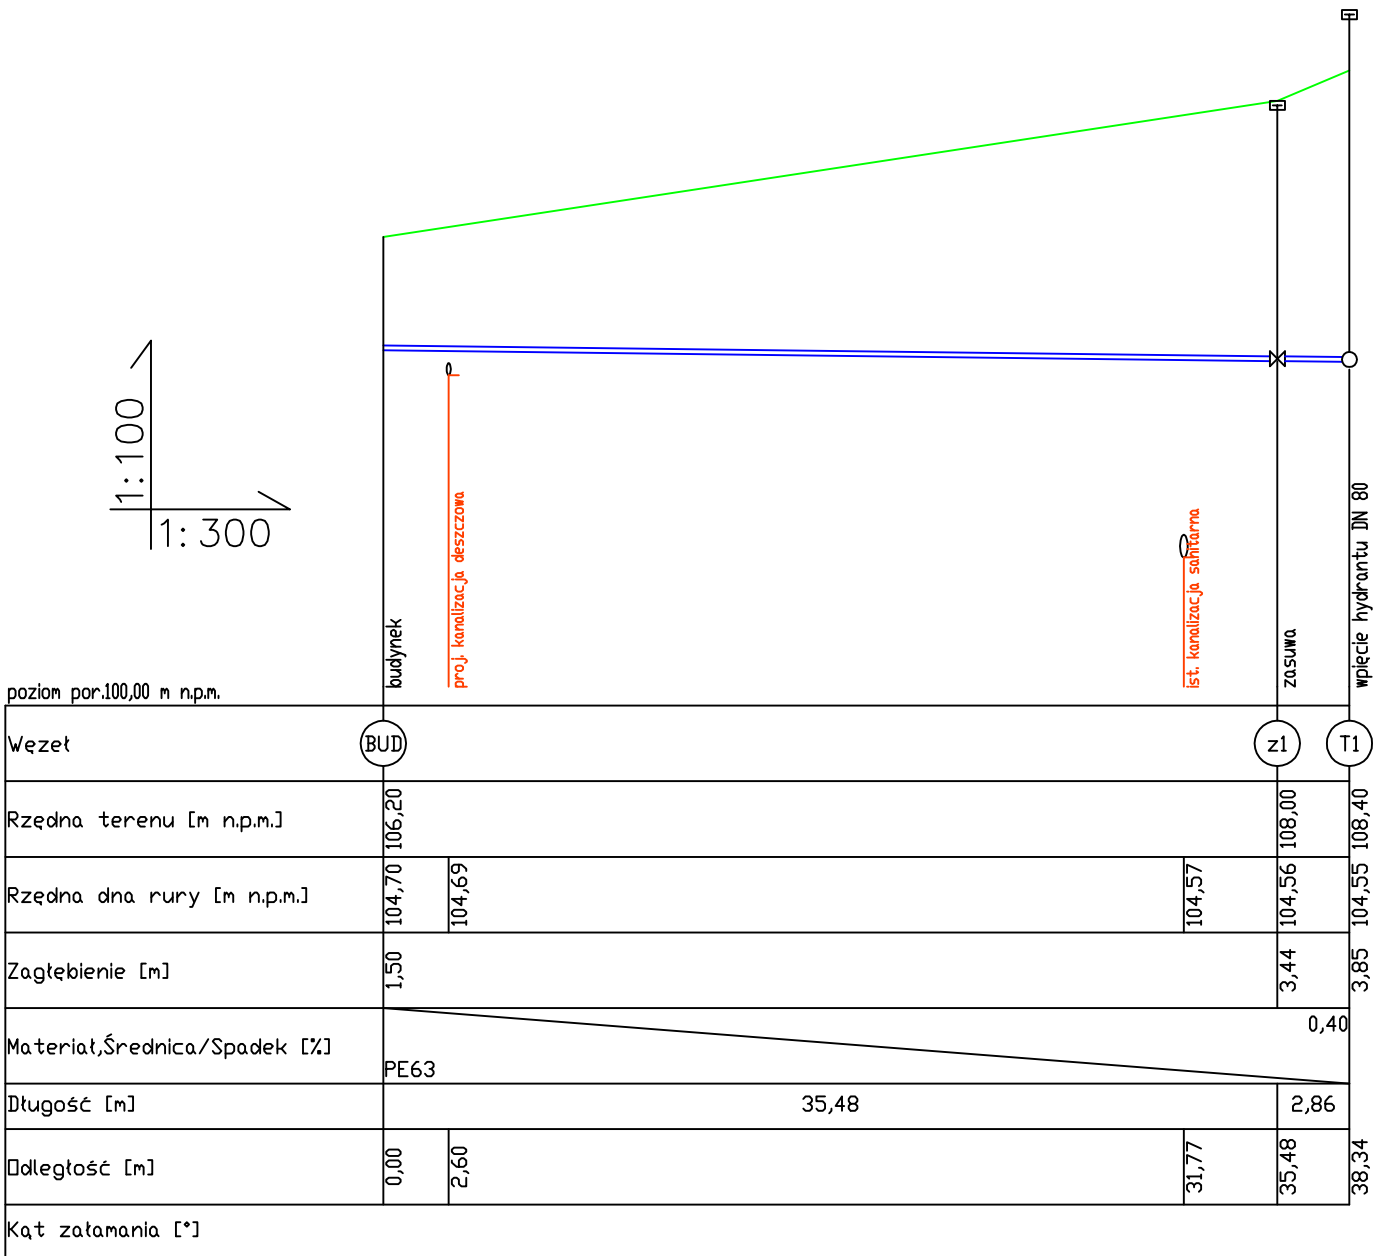 1:100
1:300
budynek
proj. kanalizacja deszczowa
ist. kanalizacja sanitarna
zasuwa
wpięcie hydrantu DN 80
poziom por.100,00 m n.p.m.
Węzeł BUD z1 T1
Rzędna terenu [m n.p.m.] 106,20 108,00 108,40
Rzędna dna rury [m n.p.m.] 104,70 104,69 104,57 104,56 104,55
Zagłębienie [m] 1,50 3,44 3,85
0,40
Materiał,Średnica/Spadek [%]
PE63
Długość [m] 35,48 2,86
Odległość [m] 0,00 2,60 31,77 35,48 38,34
Kąt załamania [°]